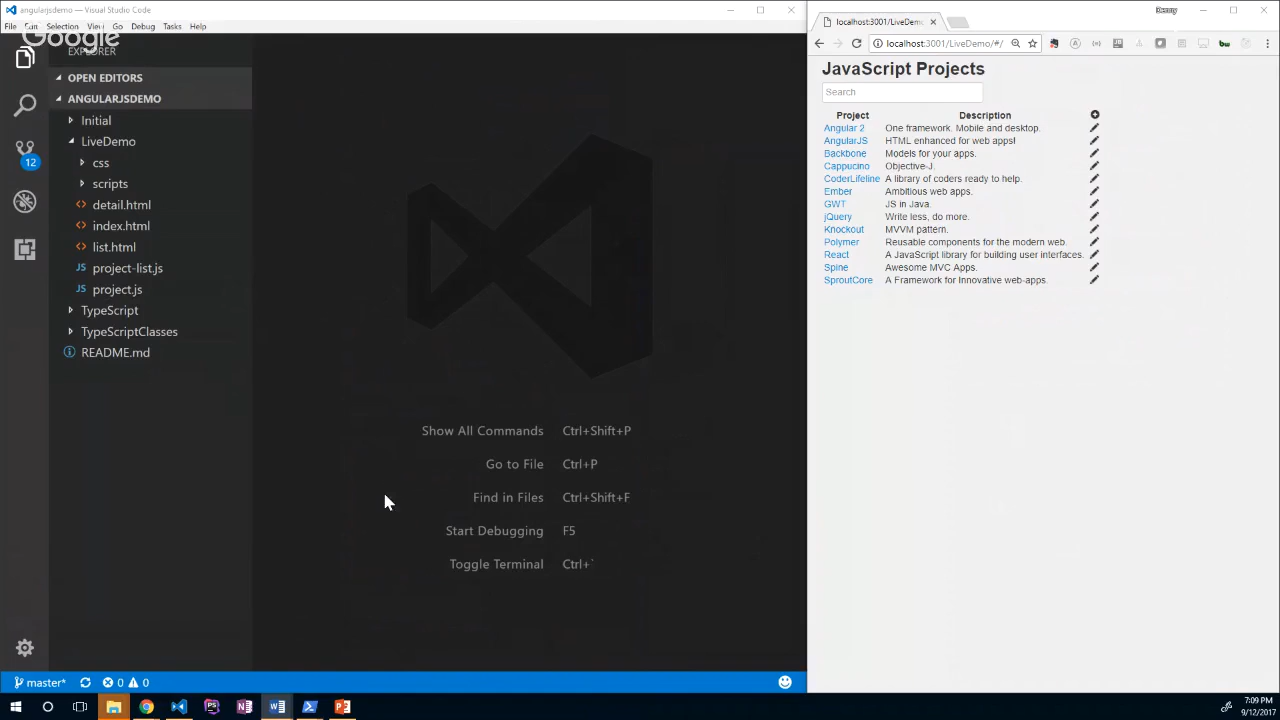 angularjsdemo - Visual Studio Code
File Edit Selection View Go Debug Tasks Help
Google
EXPLORER
OPEN EDITORS
ANGULARJSDEMO
Initial
LiveDemo
css
scripts
detail.html
index.html
list.html
project-list.js
project.js
TypeScript
TypeScriptClasses
README.md
12
Show All Commands Ctrl+Shift+P
Go to File Ctrl+P
Find in Files Ctrl+Shift+F
Start Debugging F5
Toggle Terminal Ctrl+`
master* 0 0
localhost:3001/LiveDemo
localhost:3001/LiveDemo/#/
JavaScript Projects
Search
Project Description
Angular 2 One framework. Mobile and desktop.
AngularJS HTML enhanced for web apps!
Backbone Models for your apps.
Cappucino Objective-J.
CoderLifeline A library of coders ready to help.
Ember Ambitious web apps.
GWT JS in Java.
jQuery Write less, do more.
Knockout MVVM pattern.
Polymer Reusable components for the modern web.
React A JavaScript library for building user interfaces.
Spine Awesome MVC Apps.
SproutCore A Framework for Innovative web-apps.
7:09 PM
9/12/2017